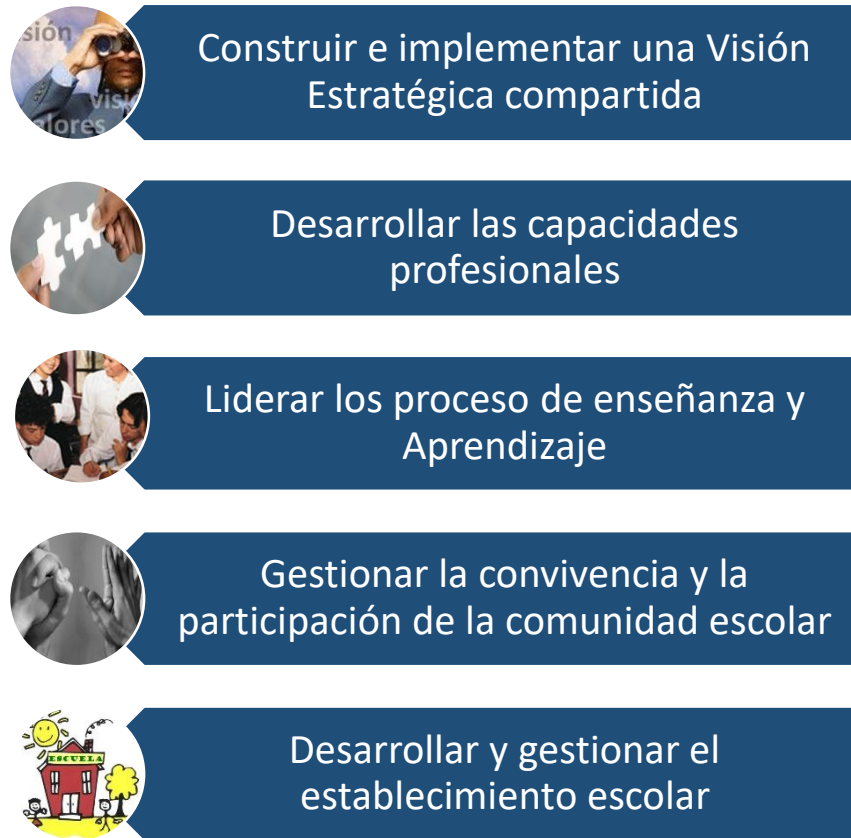 sión
visi
alores
Construir e implementar una Visión
Estratégica compartida
Desarrollar las capacidades
profesionales
Liderar los proceso de enseñanza y
Aprendizaje
Gestionar la convivencia y la
participación de la comunidad escolar
ESCUELA
Desarrollar y gestionar el
establecimiento escolar